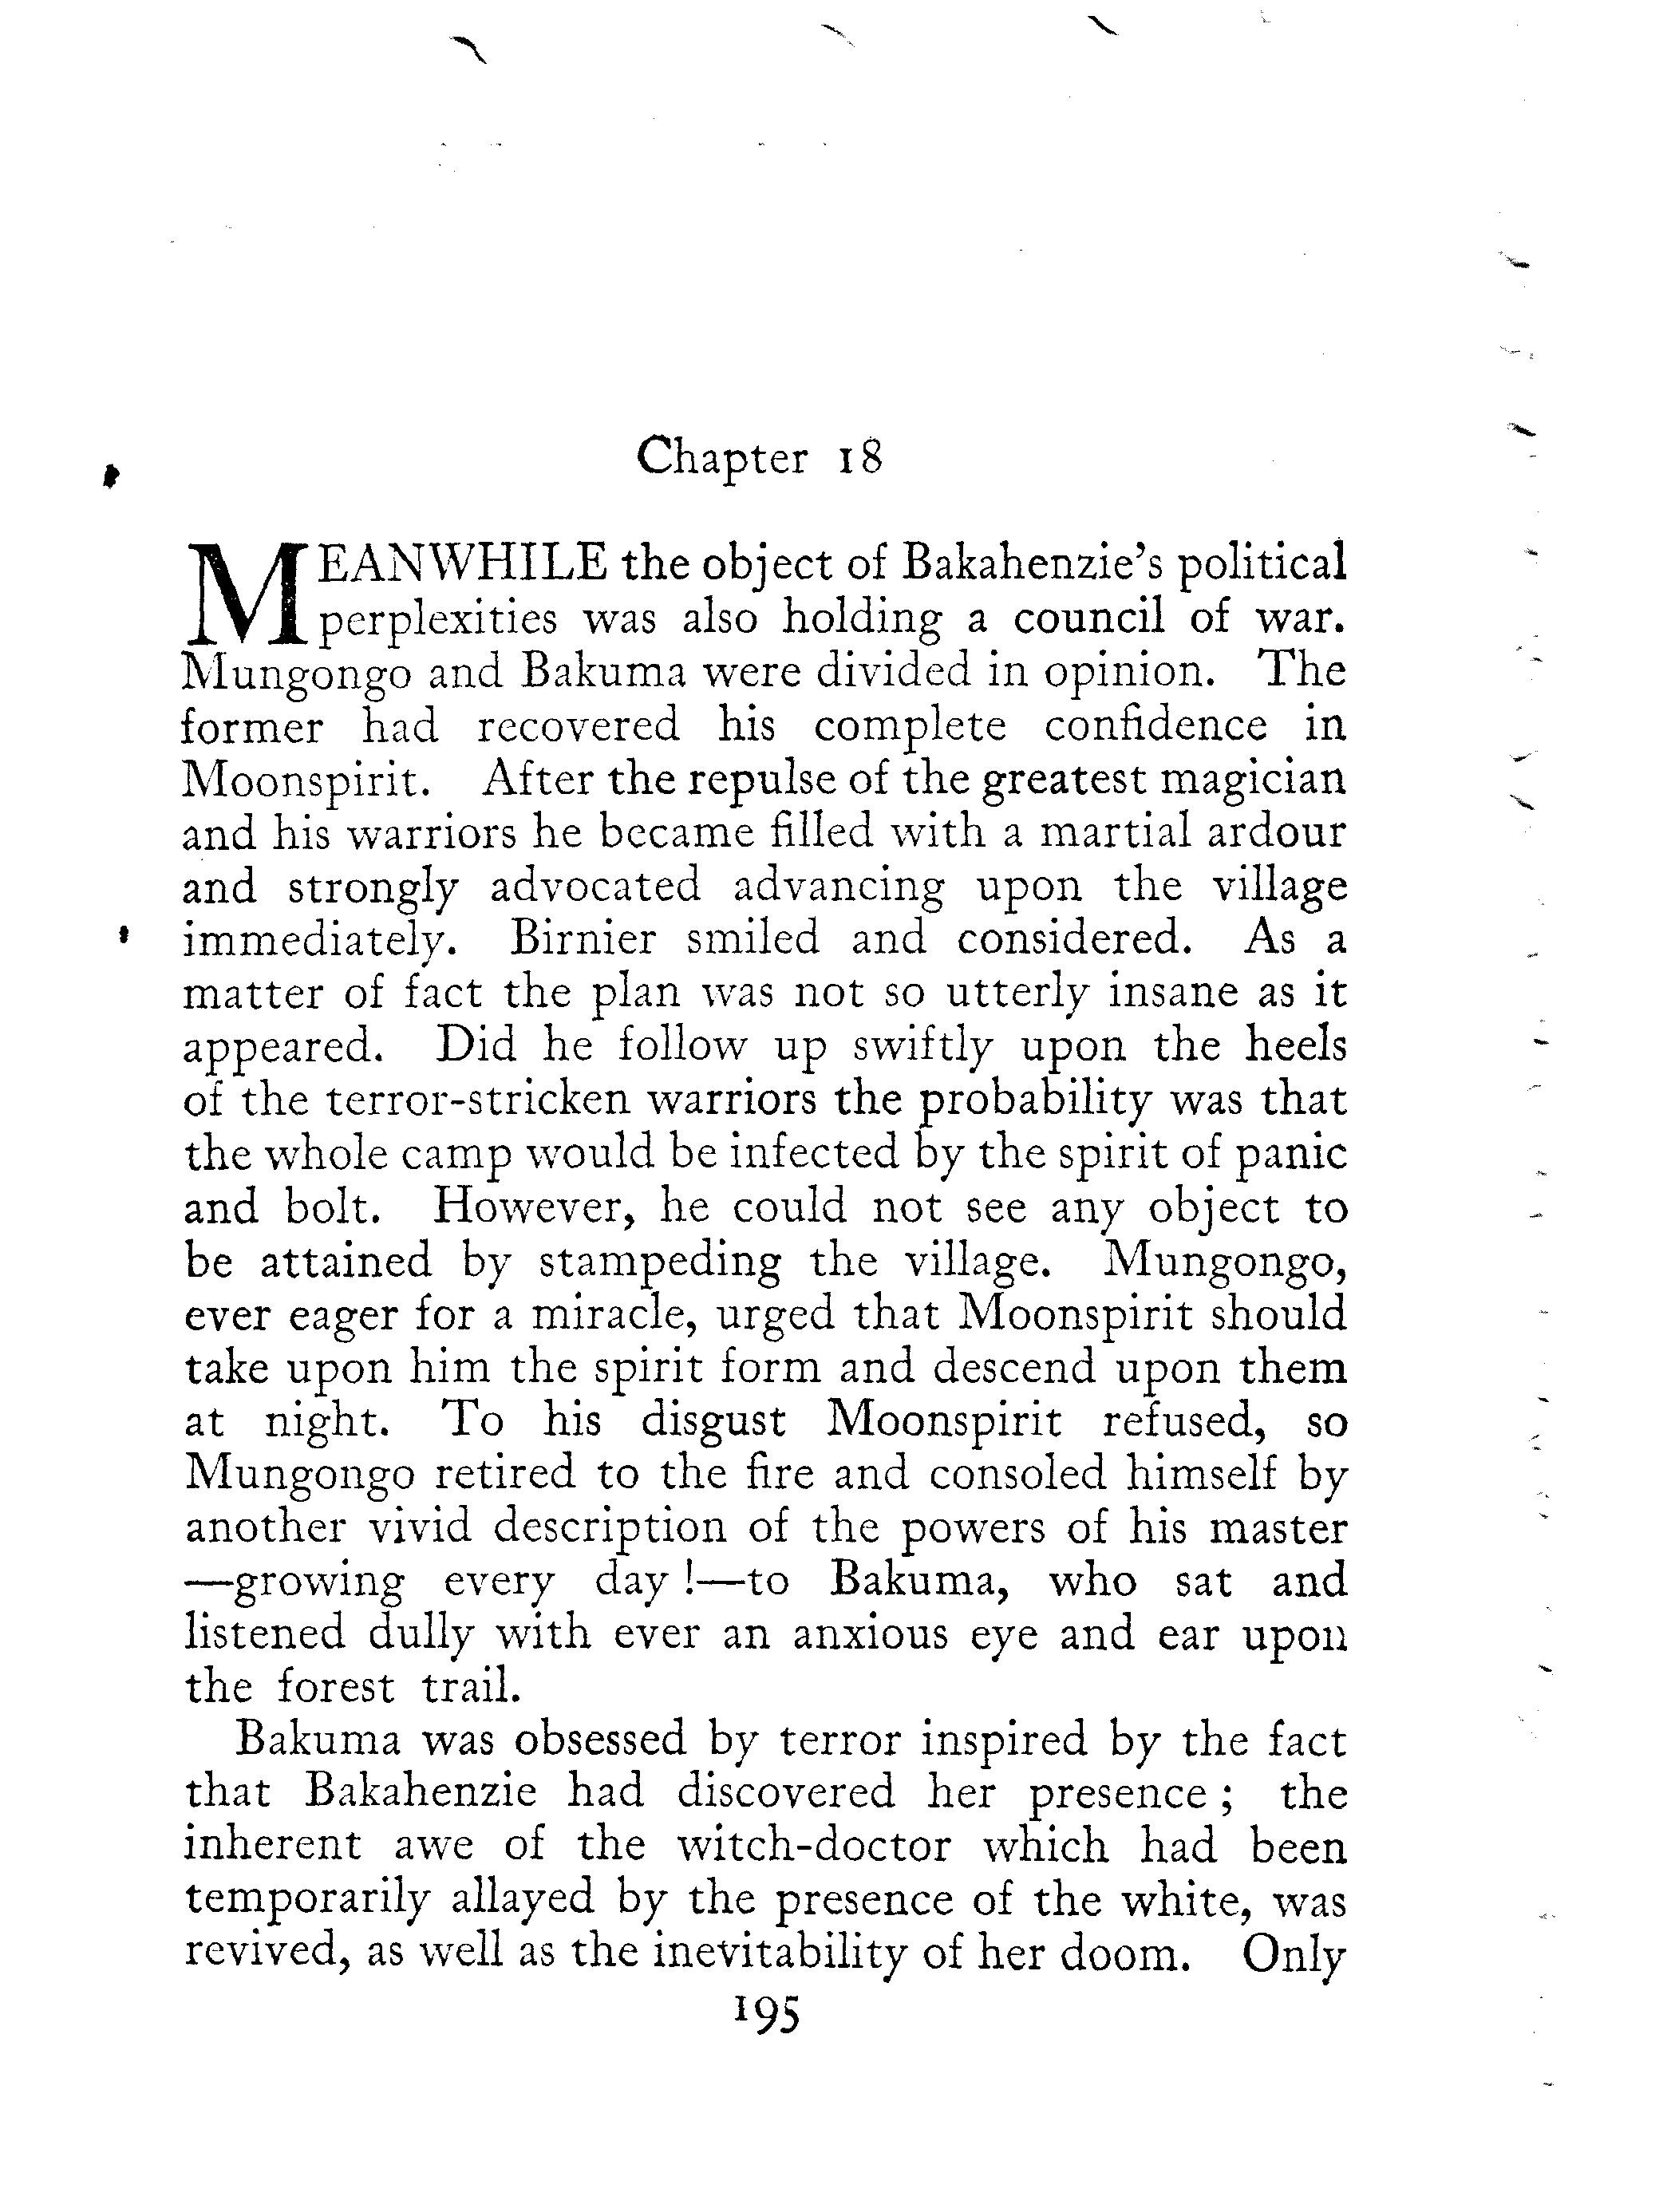 Chapter 18
MEANWHILE the object of Bakahenzie's political
perplexities was also holding a council of war.
Mungongo and Bakuma were divided in opinion. The
former had recovered his complete confidence in
Moonspirit. After the repulse of the greatest magician
and his warriors he became filled with a martial ardour
and strongly advocated advancing upon the village
immediately. Birnier smiled and considered. As a
matter of fact the plan was not so utterly insane as it
appeared. Did he follow up swiftly upon the heels
of the terror-stricken warriors the probability was that
the whole camp would be infected by the spirit of panic
and bolt. However, he could not see any object to
be attained by stampeding the village. Mungongo,
ever eager for a miracle, urged that Moonspirit should
take upon him the spirit form and descend upon them
at night. To his disgust Moonspirit refused, so
Mungongo retired to the fire and consoled himself by
another vivid description of the powers of his master
—growing every day !—to Bakuma, who sat and
listened dully with ever an anxious eye and ear upon
the forest trail.
Bakuma was obsessed by terror inspired by the fact
that Bakahenzie had discovered her presence ; the
inherent awe of the witch-doctor which had been
temporarily allayed by the presence of the white, was
revived, as well as the inevitability of her doom. Only
195